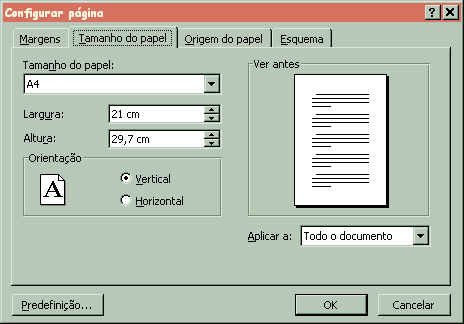 Configurar página
Margens
Tamanho do papel
Origem do papel
Esquema
Tamanho do papel:
A4
Largura:
21 cm
Altura:
29,7 cm
Orientação
A
Vertical
Horizontal
Ver antes
Aplicar a:
Todo o documento
Predefinição...
OK
Cancelar